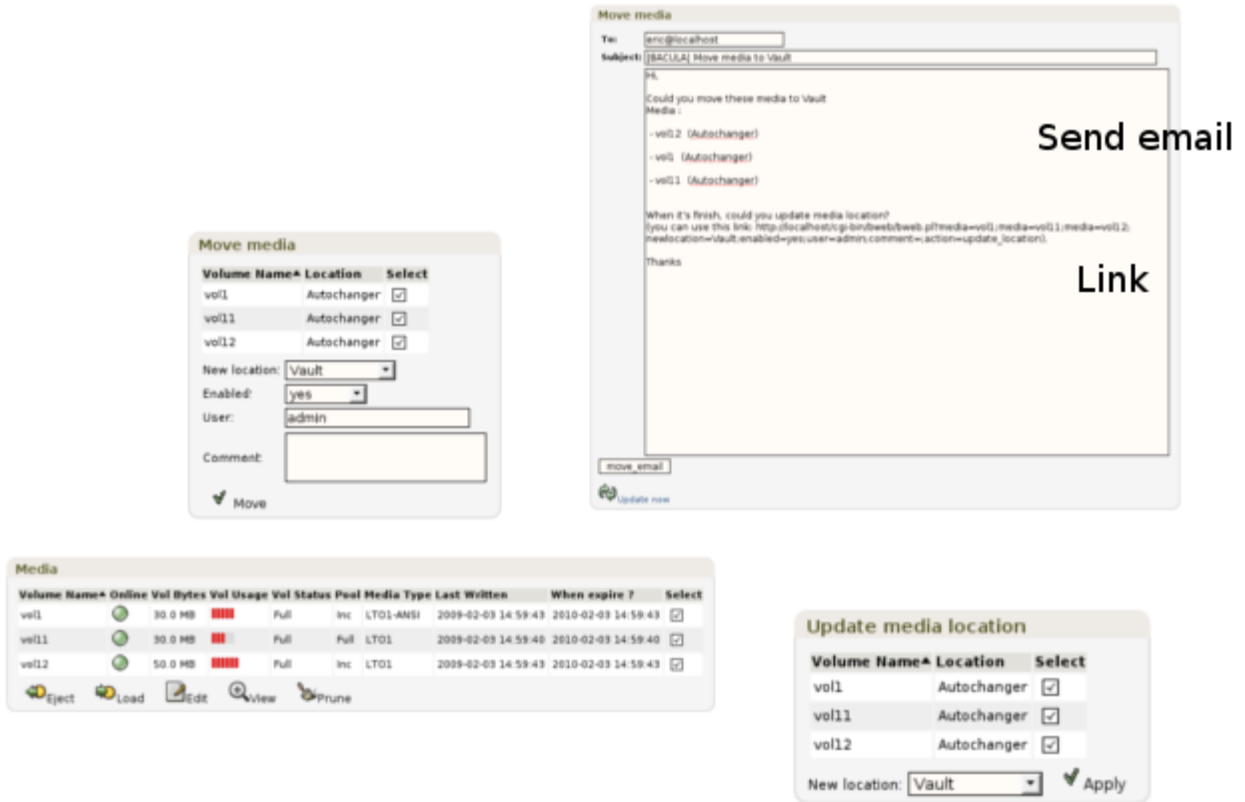 Move media
To: eric@localhost
Subject: [BACULA] Move media to Vault
Hi,
Could you move these media to Vault
Media :
- vol12 (Autochanger)
- vol1 (Autochanger)
- vol11 (Autochanger)
When it's finish, could you update media location?
(you can use this link: http://localhost/cgi-bin/bweb/bweb.pl?media=vol1;media=vol11;media=vol12;
newlocation=Vault;enabled=yes;user=admin;comment=;action=update_location).
Thanks
move_email
Update now
Send email
Link
Move media
Volume Name Location Select
vol1 Autochanger
vol11 Autochanger
vol12 Autochanger
New location: Vault
Enabled: yes
User: admin
Comment:
Move
Media
Volume Name Online Vol Bytes Vol Usage Vol Status Pool Media Type Last Written When expire ? Select
vol1 30.0 MB Full Inc LTO1-ANSI 2009-02-03 14:59:43 2010-02-03 14:59:43
vol11 30.0 MB Full Full LTO1 2009-02-03 14:59:40 2010-02-03 14:59:40
vol12 50.0 MB Full Inc LTO1 2009-02-03 14:59:43 2010-02-03 14:59:43
Eject Load Edit View Prune
Update media location
Volume Name Location Select
vol1 Autochanger
vol11 Autochanger
vol12 Autochanger
New location: Vault Apply